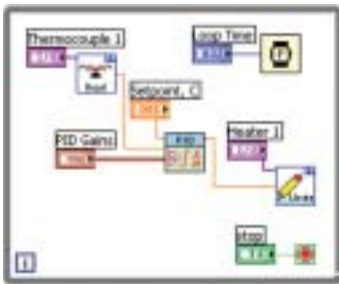 Thermocouple 1
Loop Time
Setpoint, C
PID Gains
PID
Heater 1
stop
i